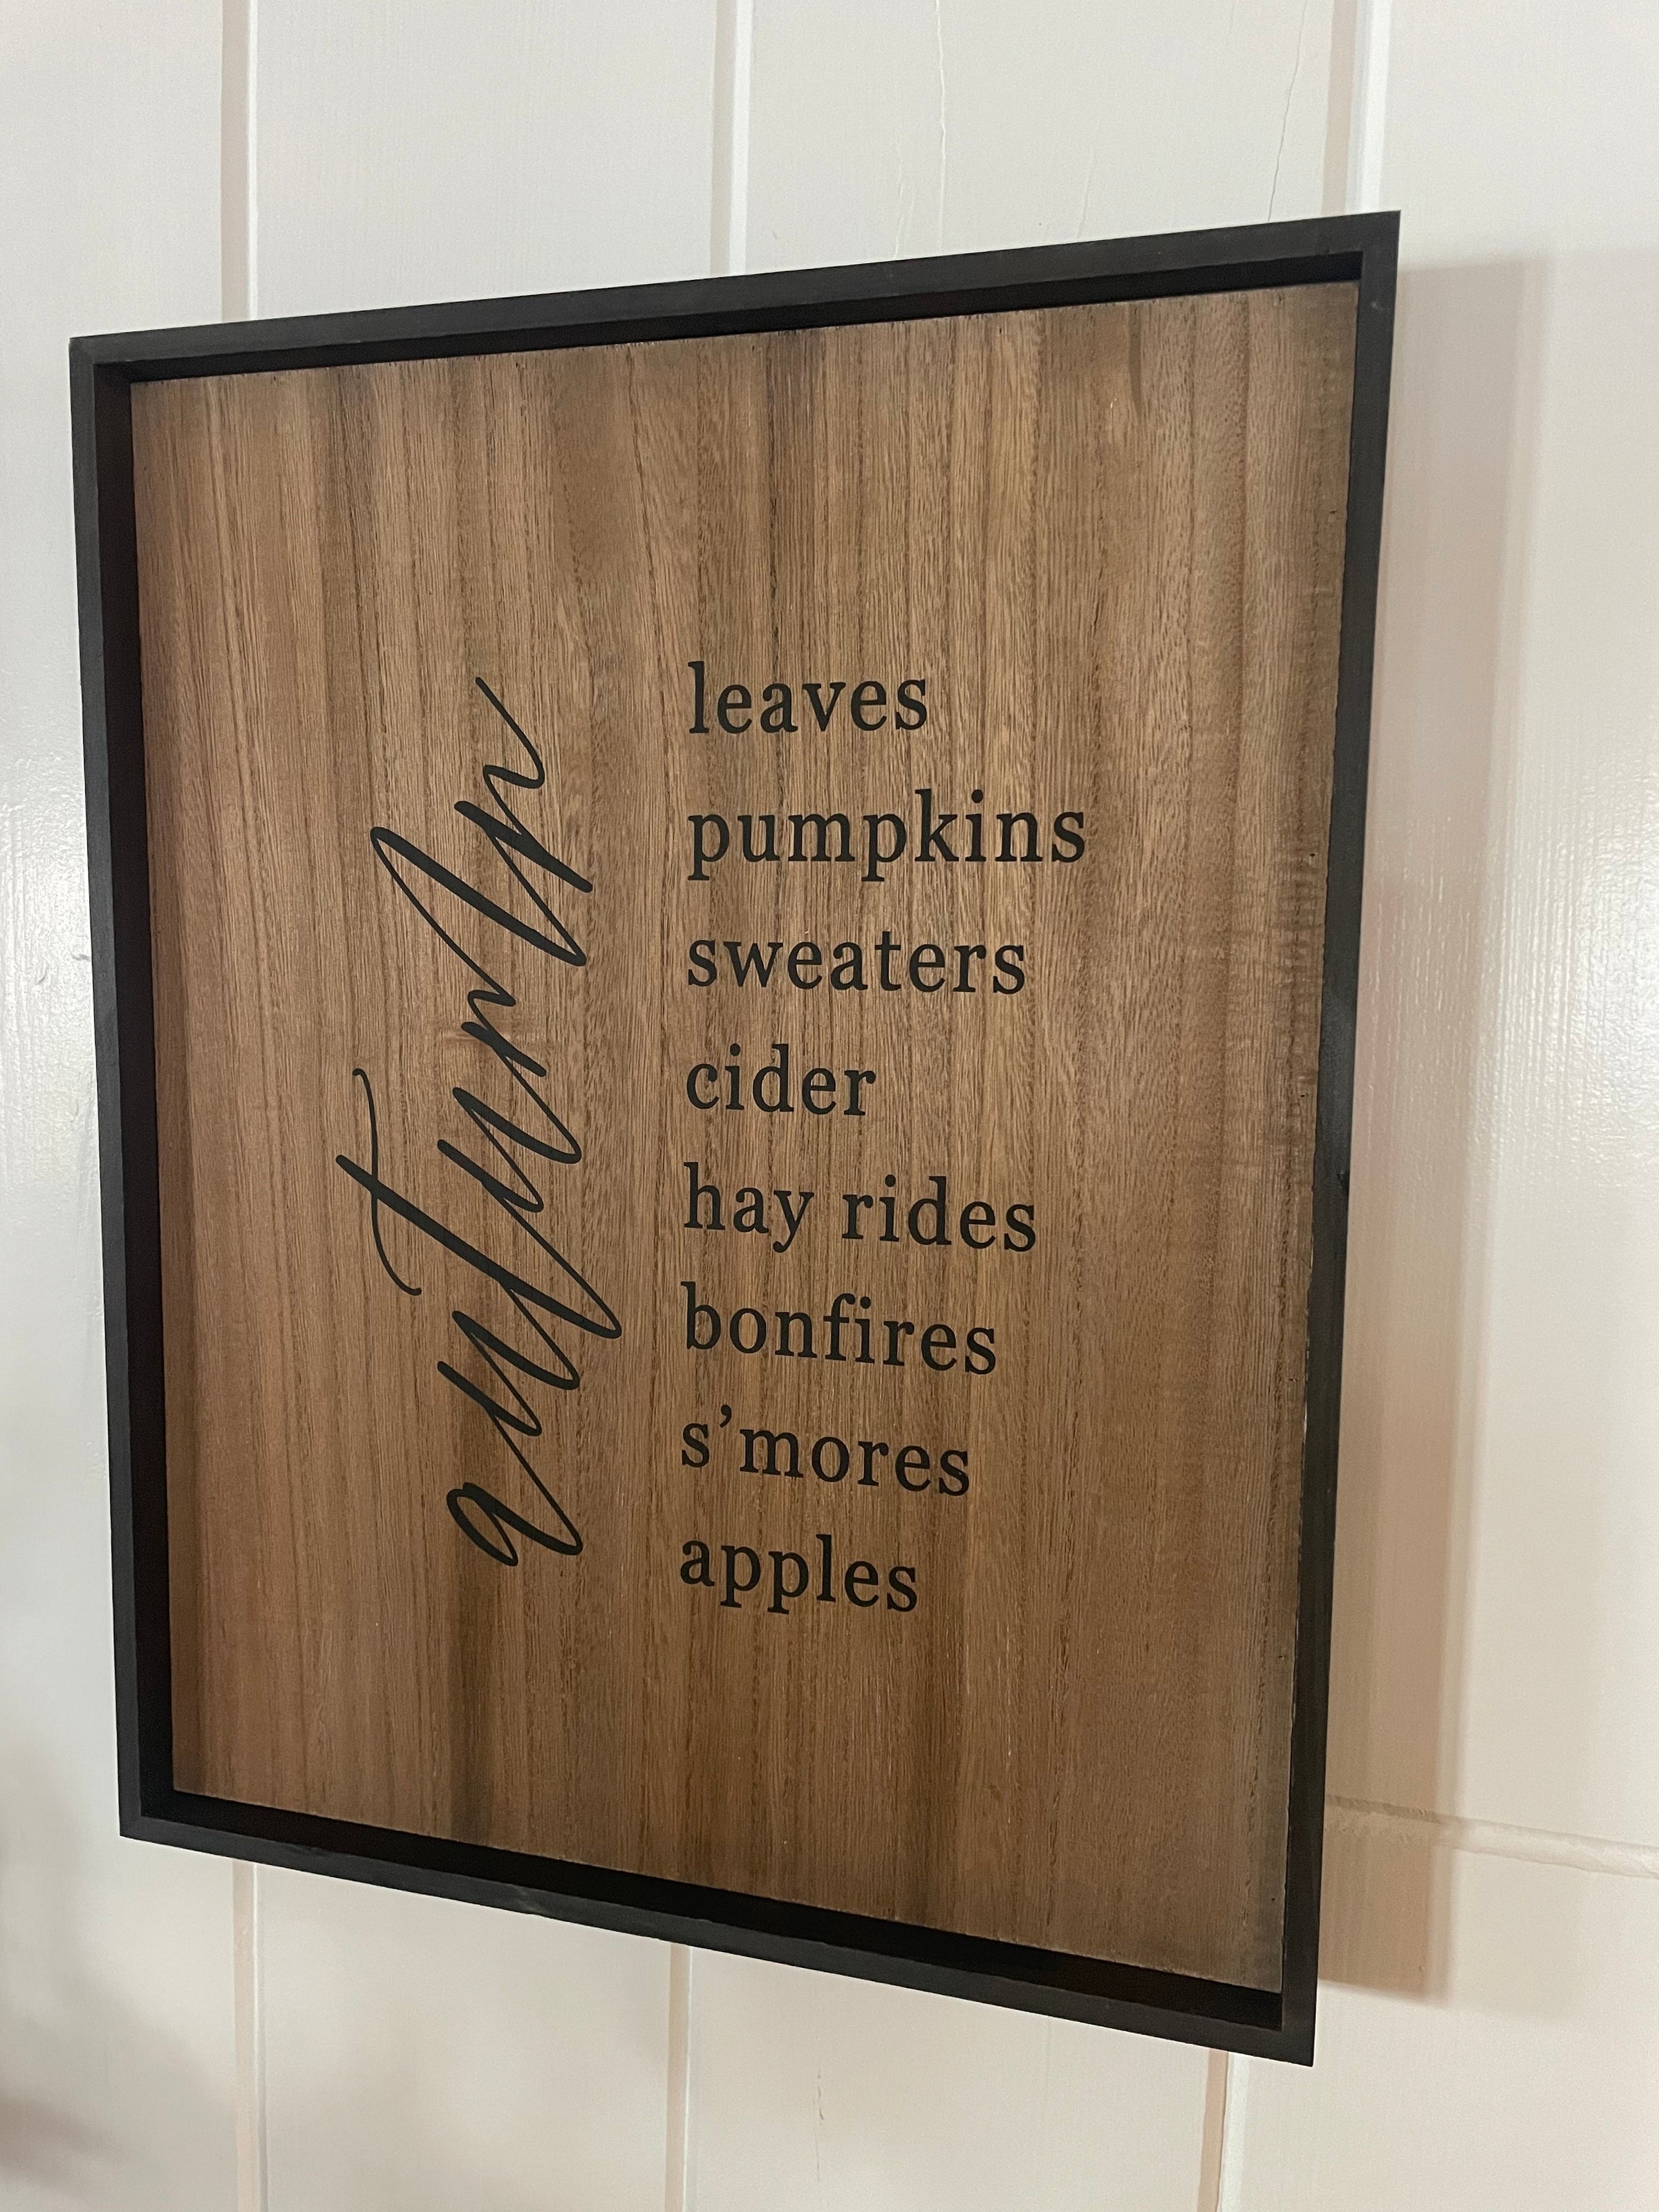 autumn
leaves
pumpkins
sweaters
cider
hay rides
bonfires
s’mores
apples